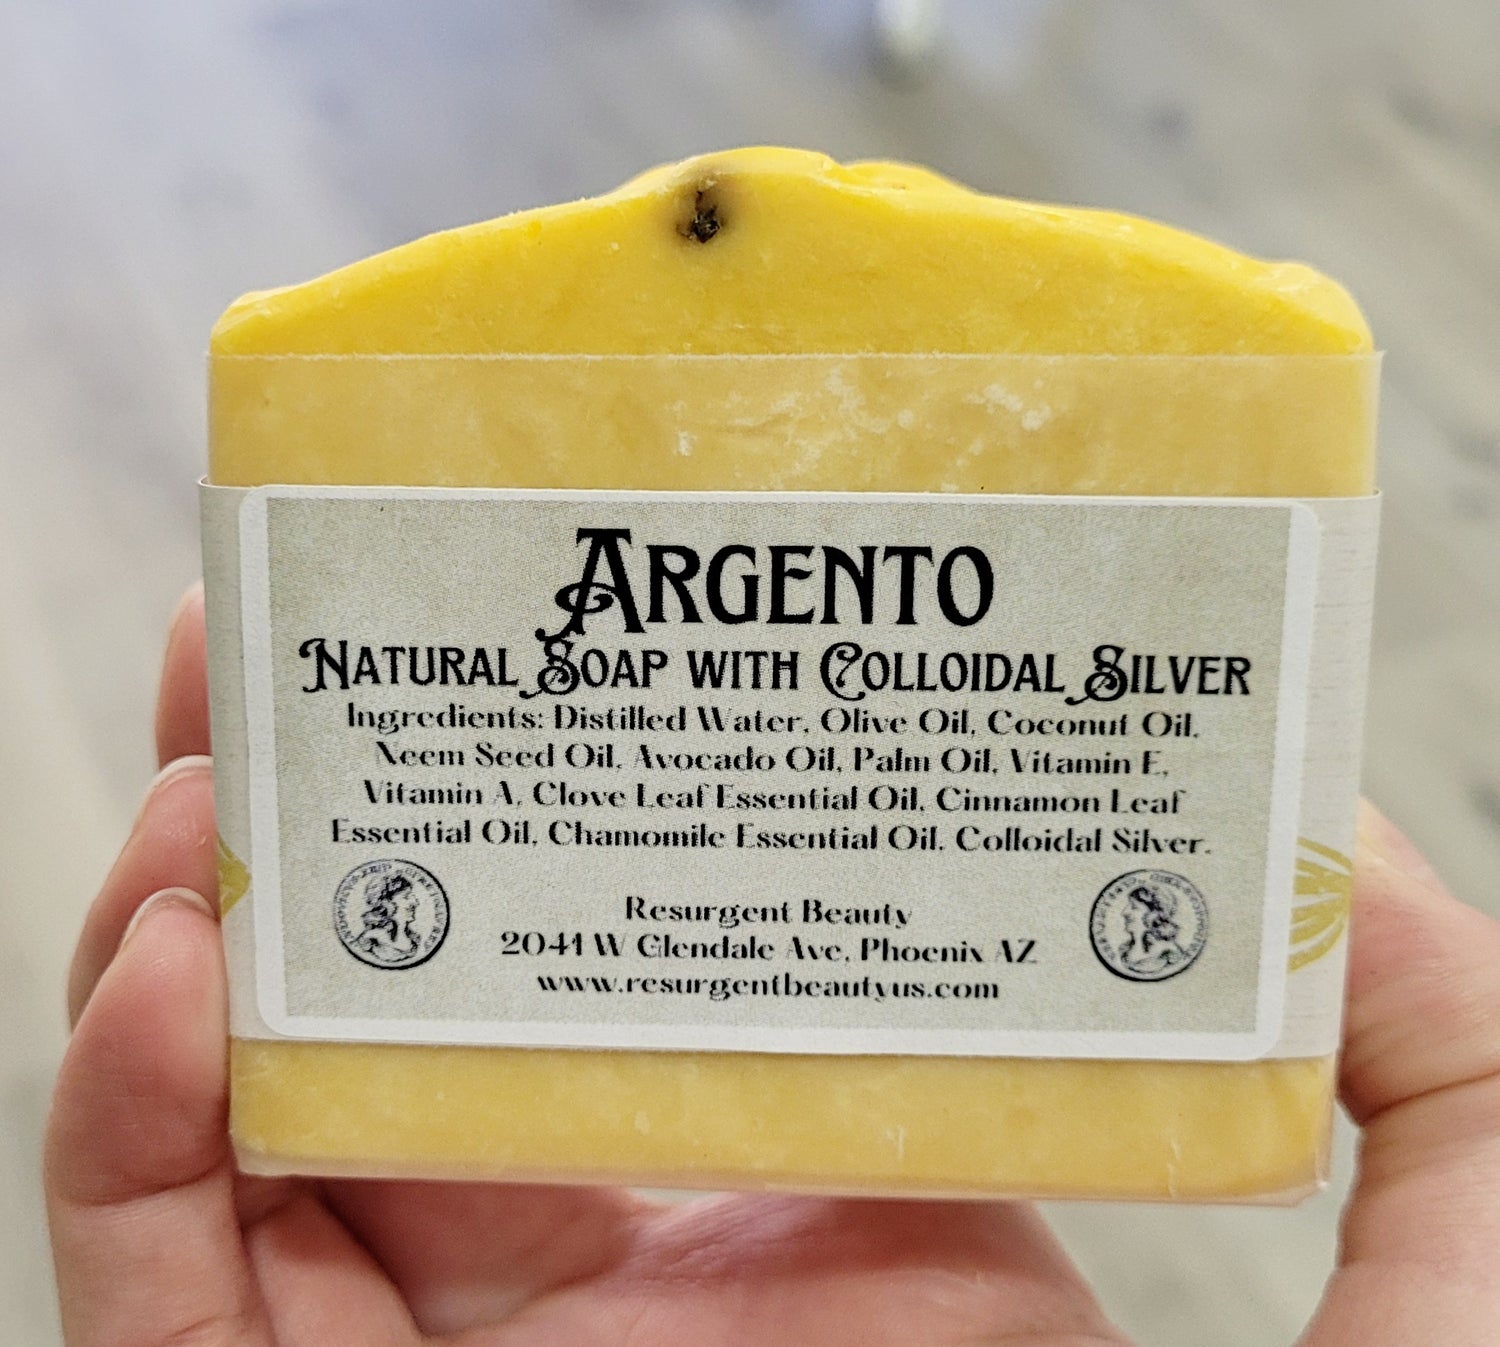 Argento
Natural Soap with Colloidal Silver
Ingredients: Distilled Water, Olive Oil, Coconut Oil,
Neem Seed Oil, Avocado Oil, Palm Oil, Vitamin E,
Vitamin A, Clove Leaf Essential Oil, Cinnamon Leaf
Essential Oil, Chamomile Essential Oil, Colloidal Silver.
Resurgent Beauty
2041 W Glendale Ave, Phoenix AZ
www.resurgentbeautyus.com